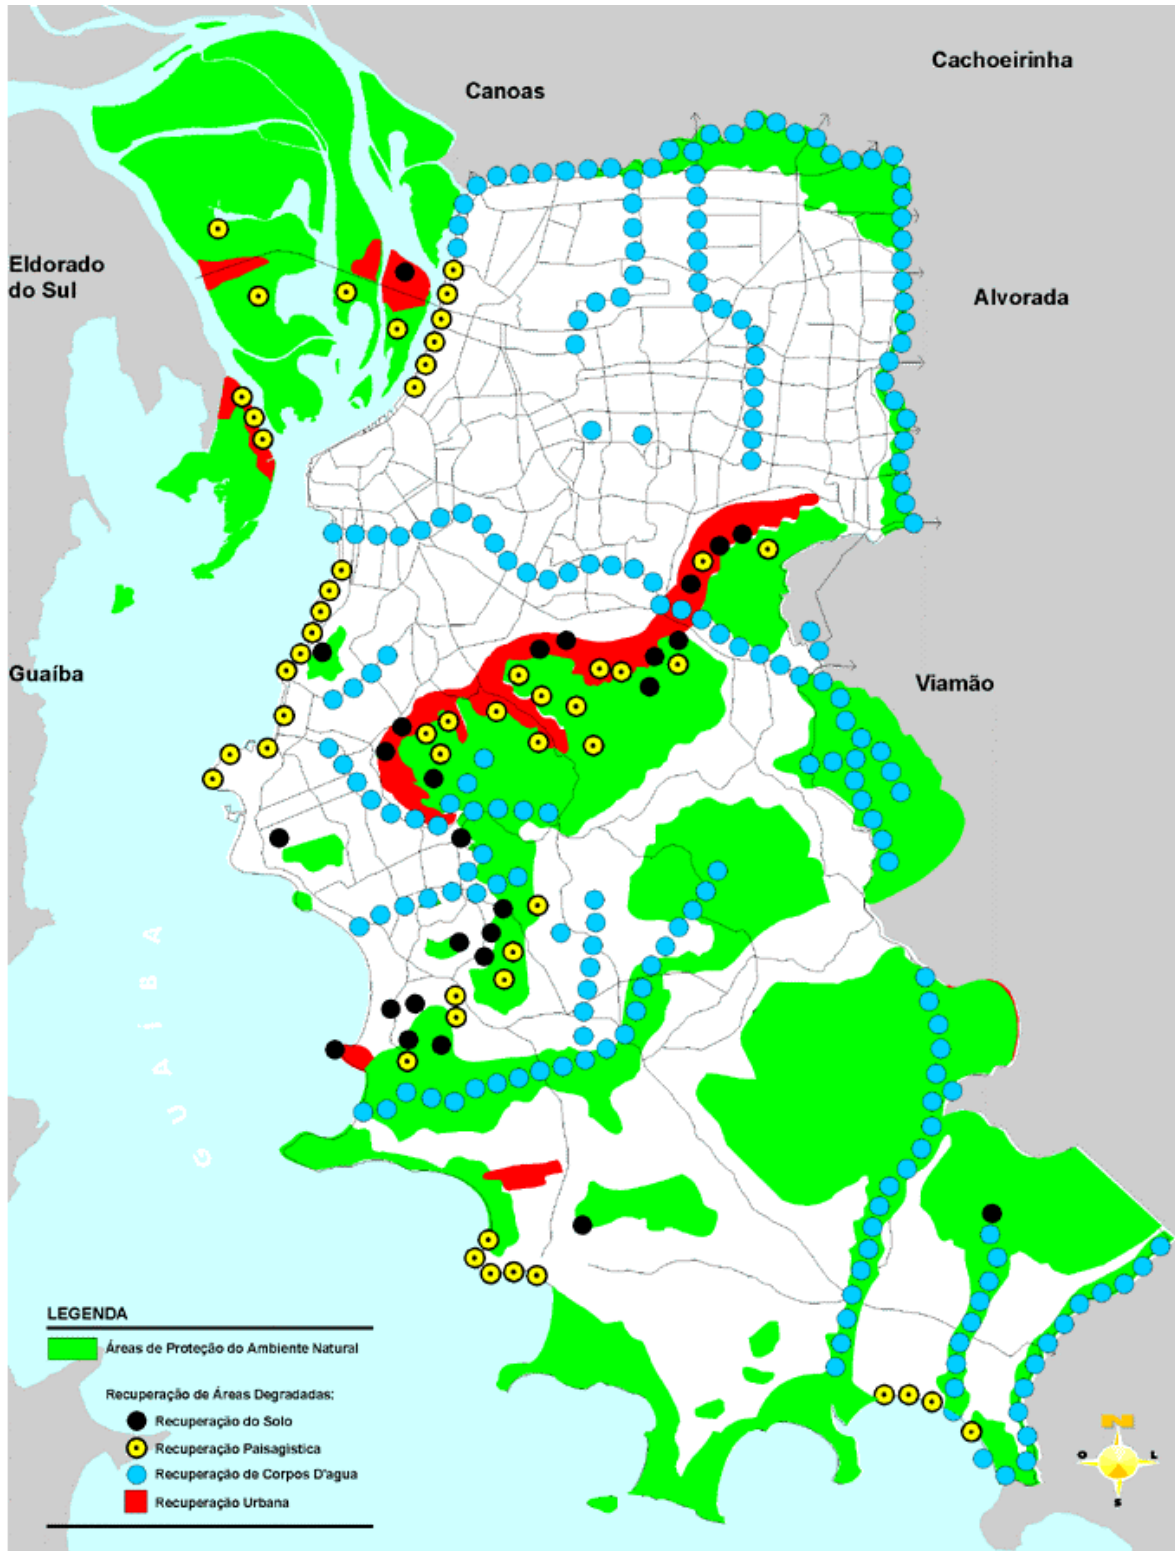 Cachoeirinha
Canoas
Eldorado
do Sul
Alvorada
Guaíba
Viamão
GUAÍBA
LEGENDA
Áreas de Proteção do Ambiente Natural
Recuperação de Áreas Degradadas:
Recuperação do Solo
Recuperação Paisagística
Recuperação de Corpos D'agua
Recuperação Urbana
N
O
L
S